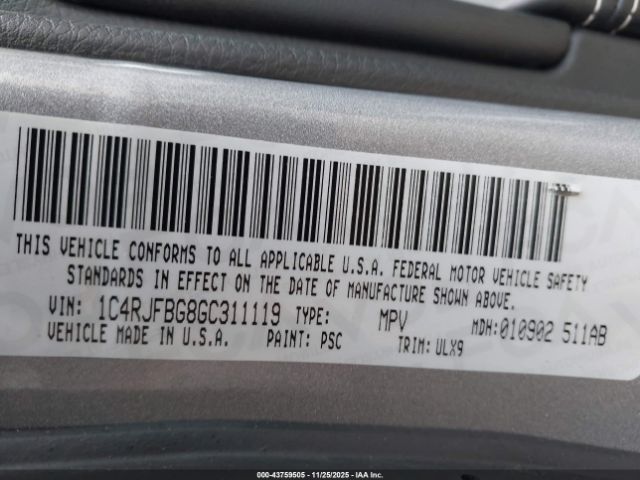 THIS VEHICLE CONFORMS TO ALL APPLICABLE U.S.A. FEDERAL MOTOR VEHICLE SAFETY
STANDARDS IN EFFECT ON THE DATE OF MANUFACTURE SHOWN ABOVE.
VIN: 1C4RJFBG8GC311119 TYPE: MPV MDH:010902 511AB
VEHICLE MADE IN U.S.A. PAINT: PSC TRIM: ULX9
000-43759505 - 11/25/2025 - IAA Inc.